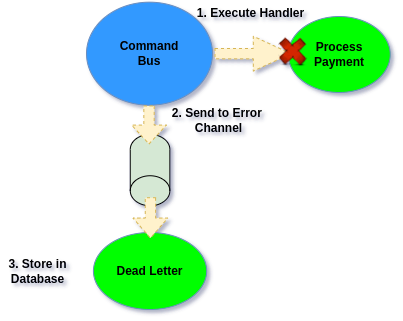 1. Execute Handler
Command
Bus
Process
Payment
2. Send to Error
Channel
3. Store in
Database
Dead Letter